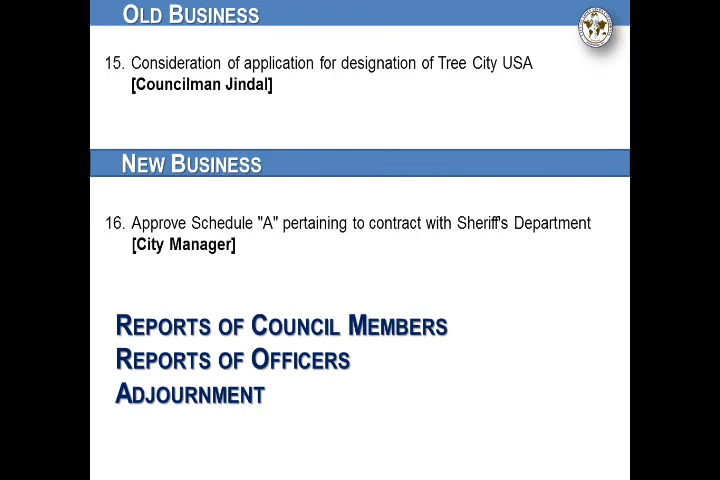 OLD BUSINESS
15. Consideration of application for designation of Tree City USA
[Councilman Jindal]
NEW BUSINESS
16. Approve Schedule "A" pertaining to contract with Sheriff's Department
[City Manager]
REPORTS OF COUNCIL MEMBERS
REPORTS OF OFFICERS
ADJOURNMENT